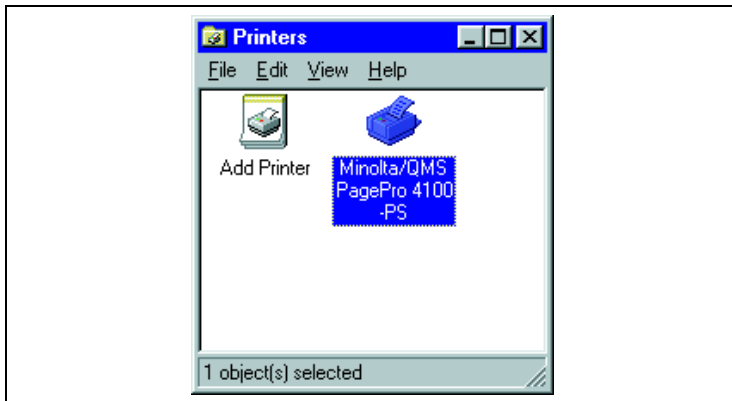 Printers
File Edit View Help
Add Printer
Minolta/QMS
PagePro 4100
-PS
1 object(s) selected